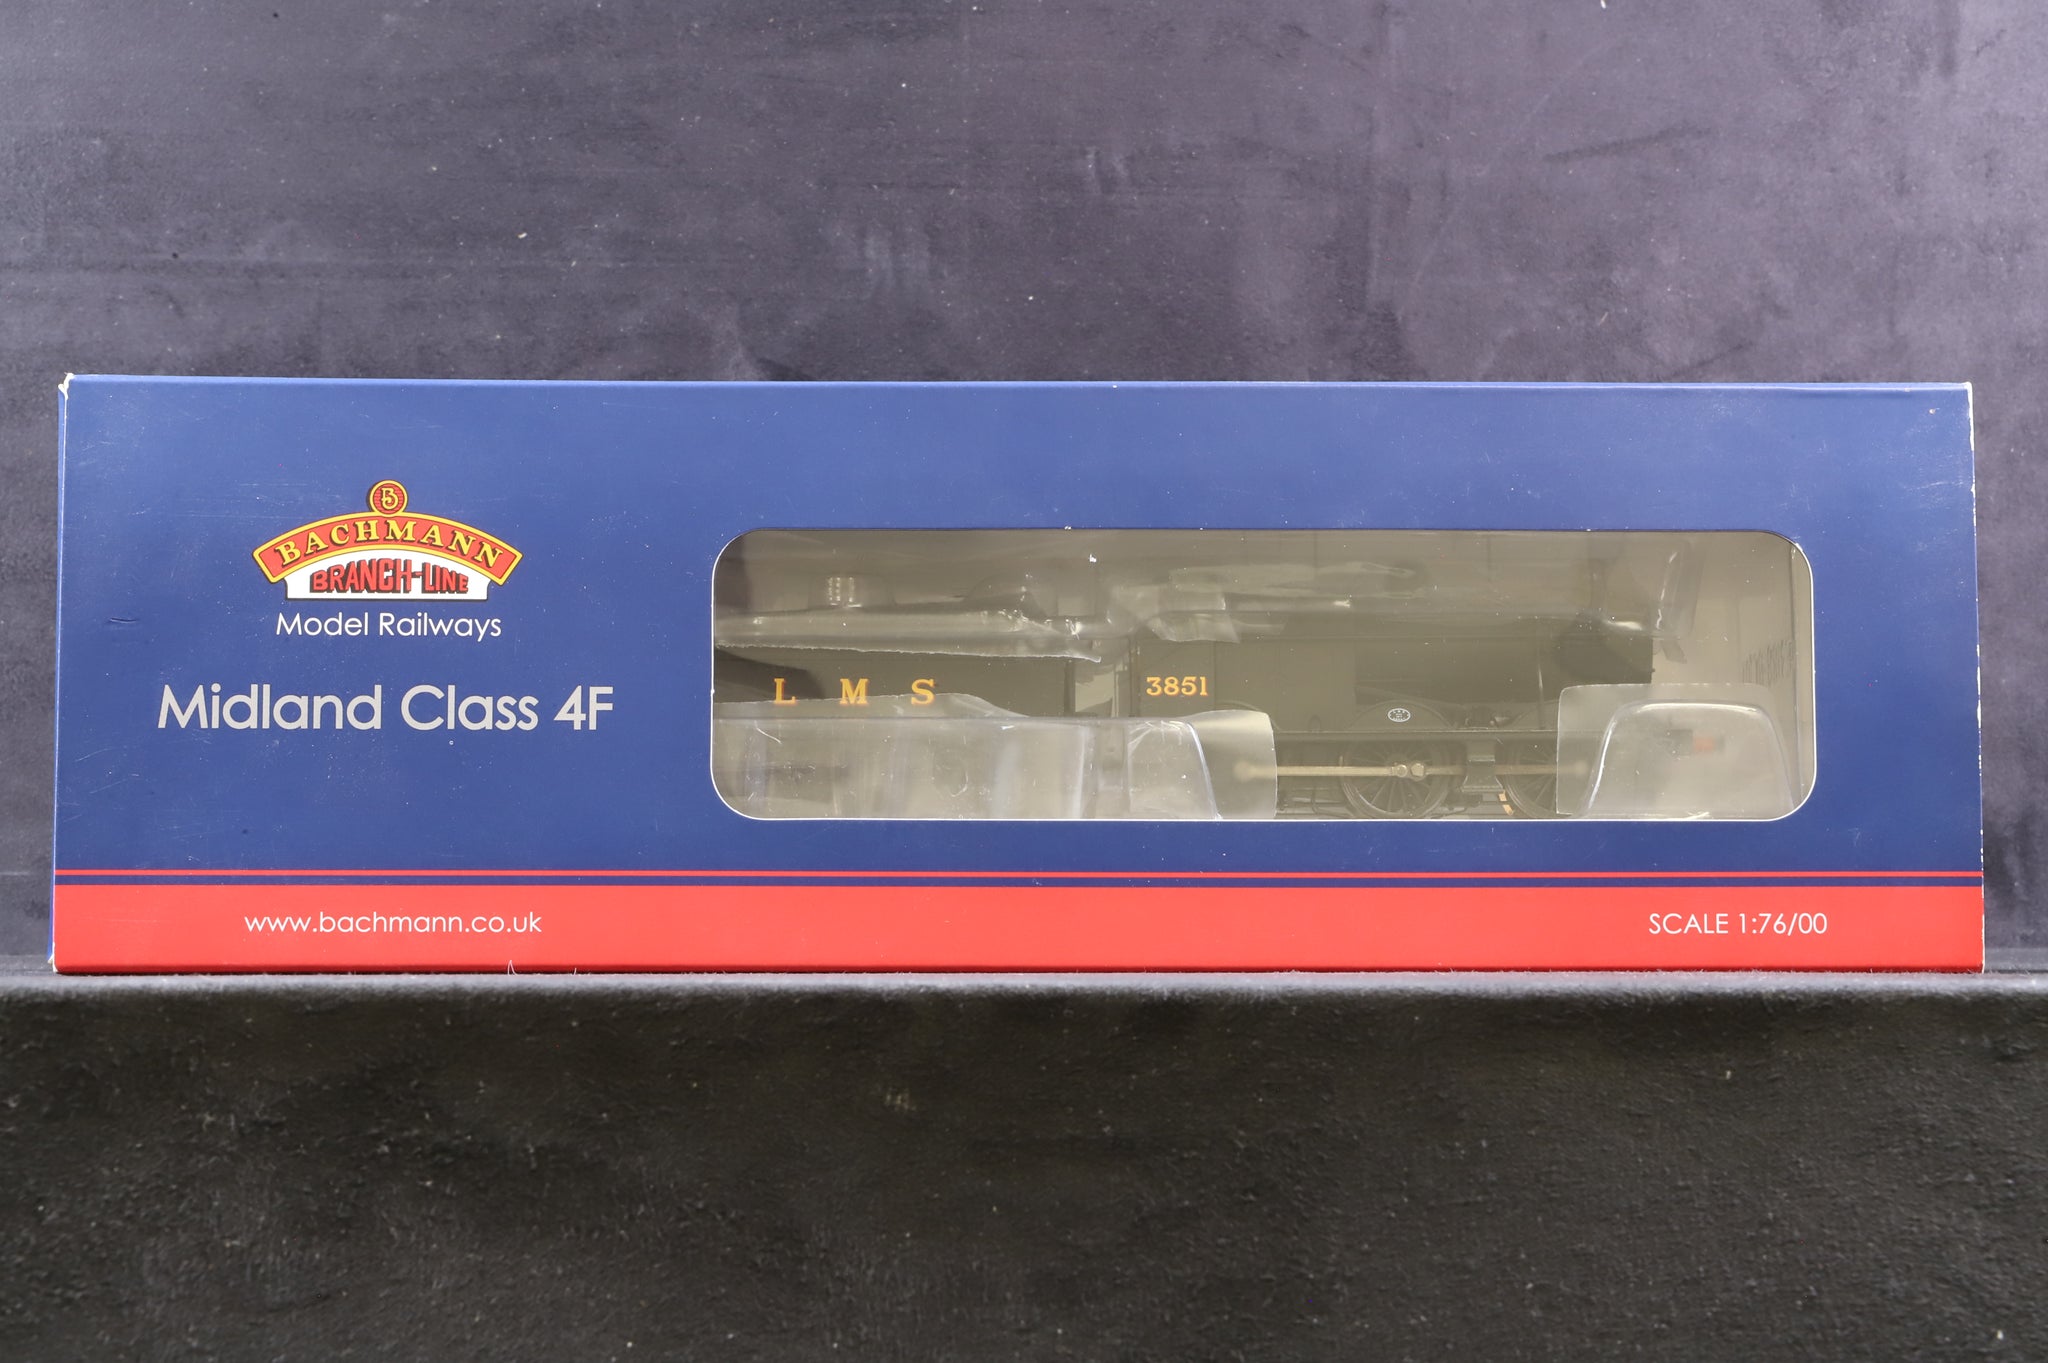 B
BACHMANN
BRANCH-LINE
Model Railways
Midland Class 4F
L M S
3851
www.bachmann.co.uk
SCALE 1:76/00